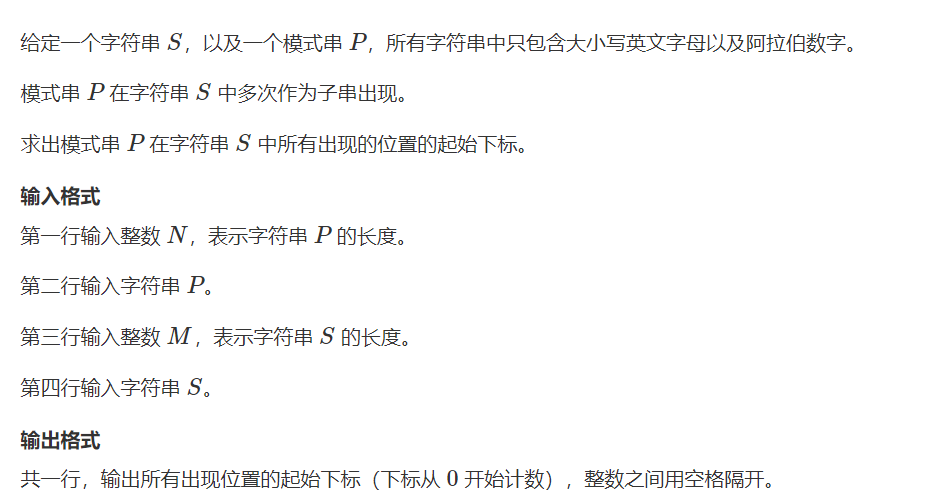 给定一个字符串 S，以及一个模式串 P，所有字符串中只包含大小写英文字母以及阿拉伯数字。
模式串 P 在字符串 S 中多次作为子串出现。
求出模式串 P 在字符串 S 中所有出现的位置的起始下标。
输入格式
第一行输入整数 N，表示字符串 P 的长度。
第二行输入字符串 P。
第三行输入整数 M，表示字符串 S 的长度。
第四行输入字符串 S。
输出格式
共一行，输出所有出现位置的起始下标（下标从 0 开始计数），整数之间用空格隔开。